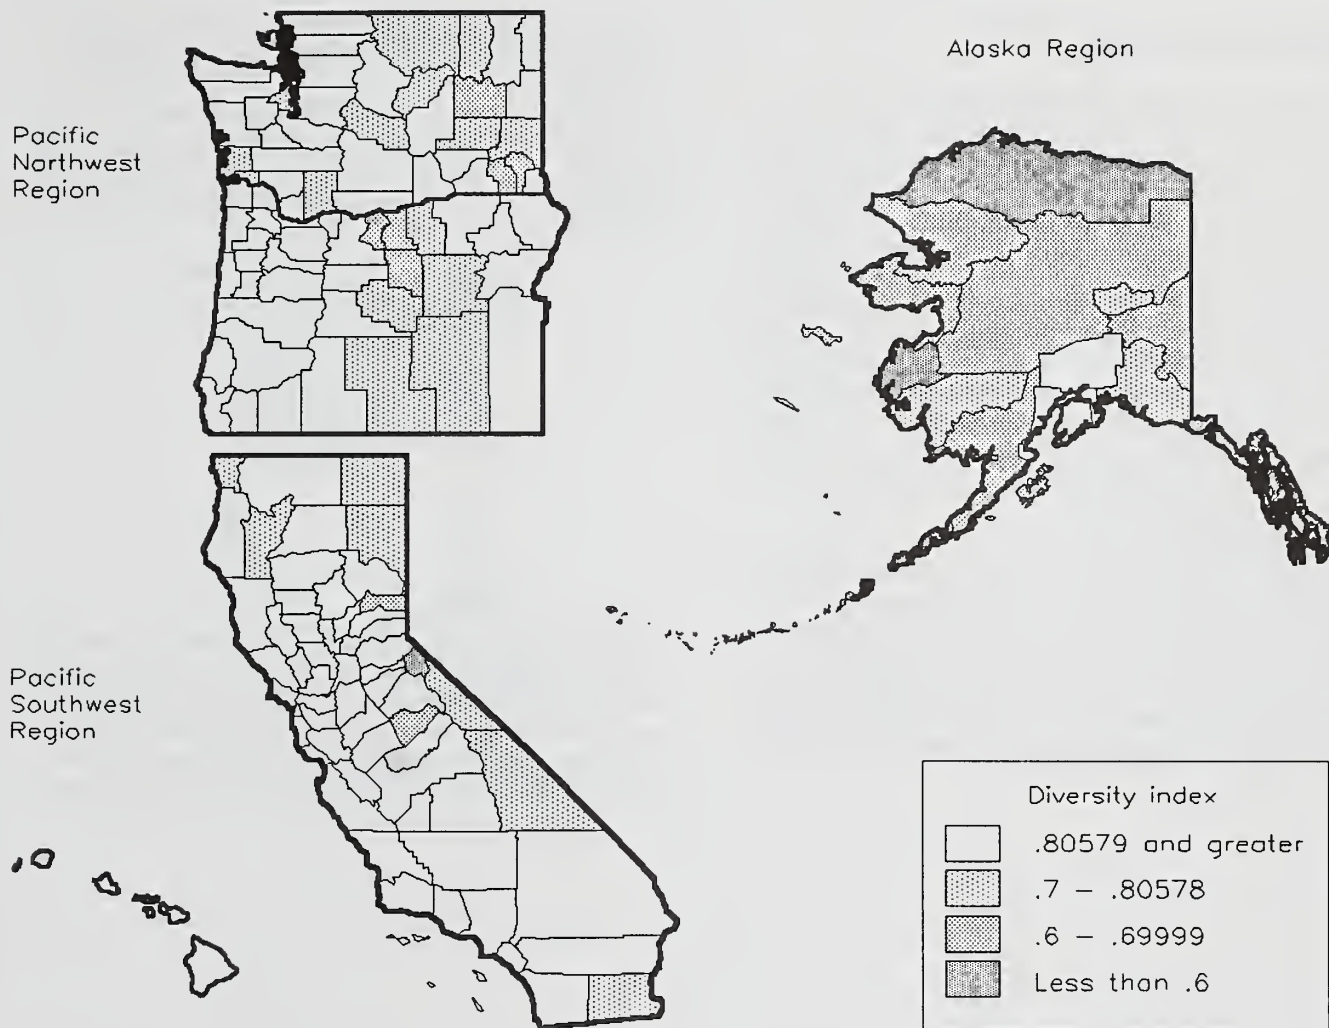 Alaska Region
Pacific
Northwest
Region
Pacific
Southwest
Region
Diversity index
.80579 and greater
.7 – .80578
.6 – .69999
Less than .6